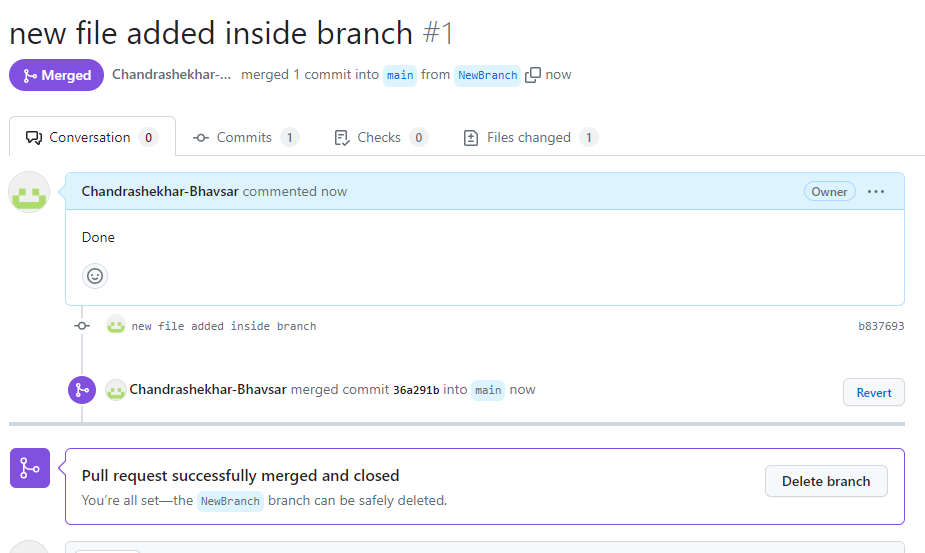 new file added inside branch #1
Merged Chandrashekhar-... merged 1 commit into main from NewBranch now
Conversation 0 Commits 1 Checks 0 Files changed 1
Chandrashekhar-Bhavsar commented now Owner ...
Done
new file added inside branch b837693
Chandrashekhar-Bhavsar merged commit 36a291b into main now Revert
Pull request successfully merged and closed
You're all set—the NewBranch branch can be safely deleted.
Delete branch